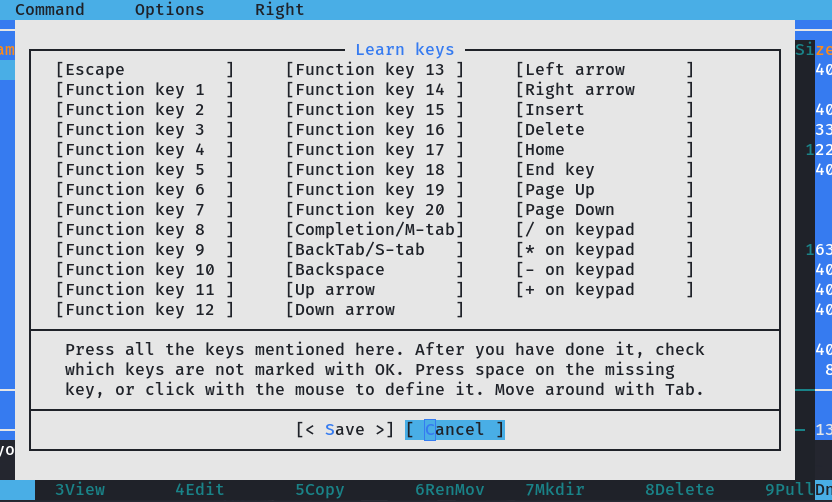 Command Options Right
Learn keys
am
Size
[Escape ] [Function key 13 ] [Left arrow ]
40
[Function key 1 ] [Function key 14 ] [Right arrow ]
[Function key 2 ] [Function key 15 ] [Insert ]
40
[Function key 3 ] [Function key 16 ] [Delete ]
33
[Function key 4 ] [Function key 17 ] [Home ]
122
[Function key 5 ] [Function key 18 ] [End key ]
40
[Function key 6 ] [Function key 19 ] [Page Up ]
[Function key 7 ] [Function key 20 ] [Page Down ]
[Function key 8 ] [Completion/M-tab] [/ on keypad ]
[Function key 9 ] [BackTab/S-tab ] [* on keypad ]
163
[Function key 10 ] [Backspace ] [- on keypad ]
40
[Function key 11 ] [Up arrow ] [+ on keypad ]
40
[Function key 12 ] [Down arrow ]
40
Press all the keys mentioned here. After you have done it, check
40
which keys are not marked with OK. Press space on the missing
8
key, or click with the mouse to define it. Move around with Tab.
[< Save >] [ Cancel ]
13
yo
3View 4Edit 5Copy 6RenMov 7Mkdir 8Delete 9PullDn